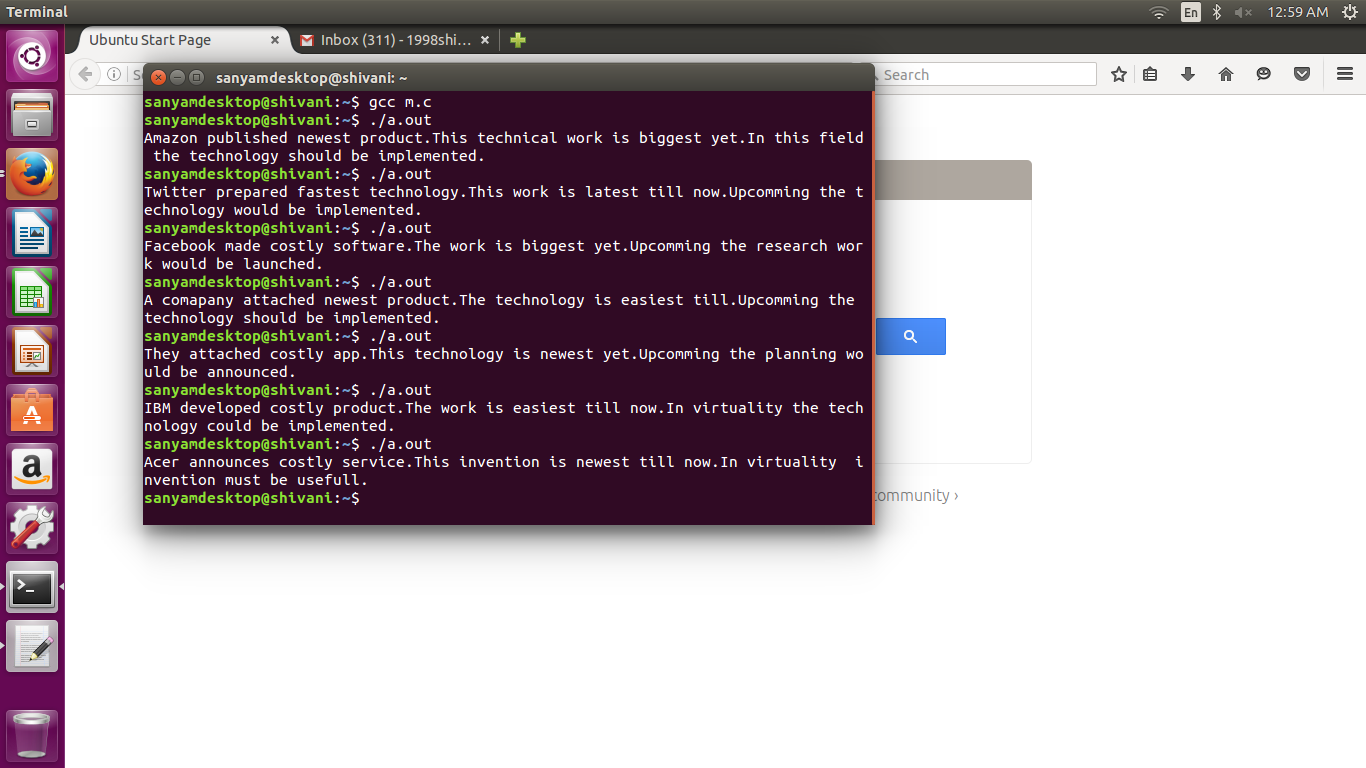 Terminal
En
12:59 AM
Ubuntu Start Page
Inbox (311) - 1998shi...
Search
sanyamdesktop@shivani: ~
sanyamdesktop@shivani:~$ gcc m.c
sanyamdesktop@shivani:~$ ./a.out
Amazon published newest product.This technical work is biggest yet.In this field
 the technology should be implemented.
sanyamdesktop@shivani:~$ ./a.out
Twitter prepared fastest technology.This work is latest till now.Upcomming the t
echnology would be implemented.
sanyamdesktop@shivani:~$ ./a.out
Facebook made costly software.The work is biggest yet.Upcomming the research wor
k would be launched.
sanyamdesktop@shivani:~$ ./a.out
A comapany attached newest product.The technology is easiest till.Upcomming the
technology should be implemented.
sanyamdesktop@shivani:~$ ./a.out
They attached costly app.This technology is newest yet.Upcomming the planning wo
uld be announced.
sanyamdesktop@shivani:~$ ./a.out
IBM developed costly product.The work is easiest till now.In virtuality the tech
nology could be implemented.
sanyamdesktop@shivani:~$ ./a.out
Acer announces costly service.This invention is newest till now.In virtuality  i
nvention must be usefull.
sanyamdesktop@shivani:~$
community ›